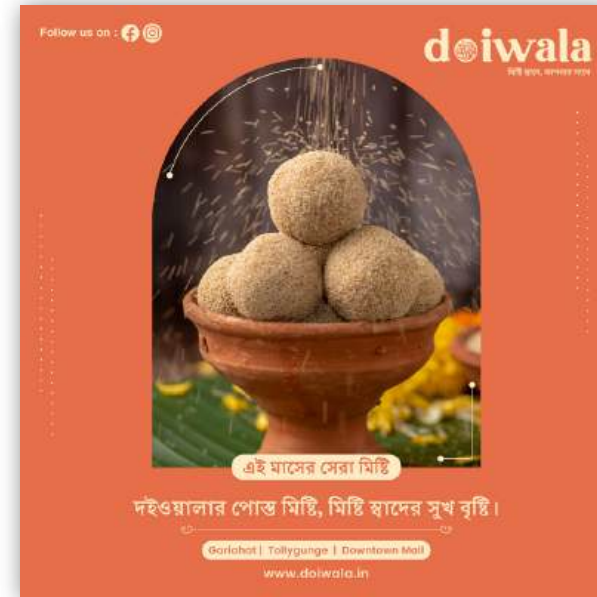 Follow us on :
doiwala
এই মাসের সেরা মিষ্টি
দইওয়ালার পোস্ত মিষ্টি, মিষ্টি স্বাদের সুখ বৃষ্টি।
Gariahat | Tollygunge | Downtown Mall
www.doiwala.in